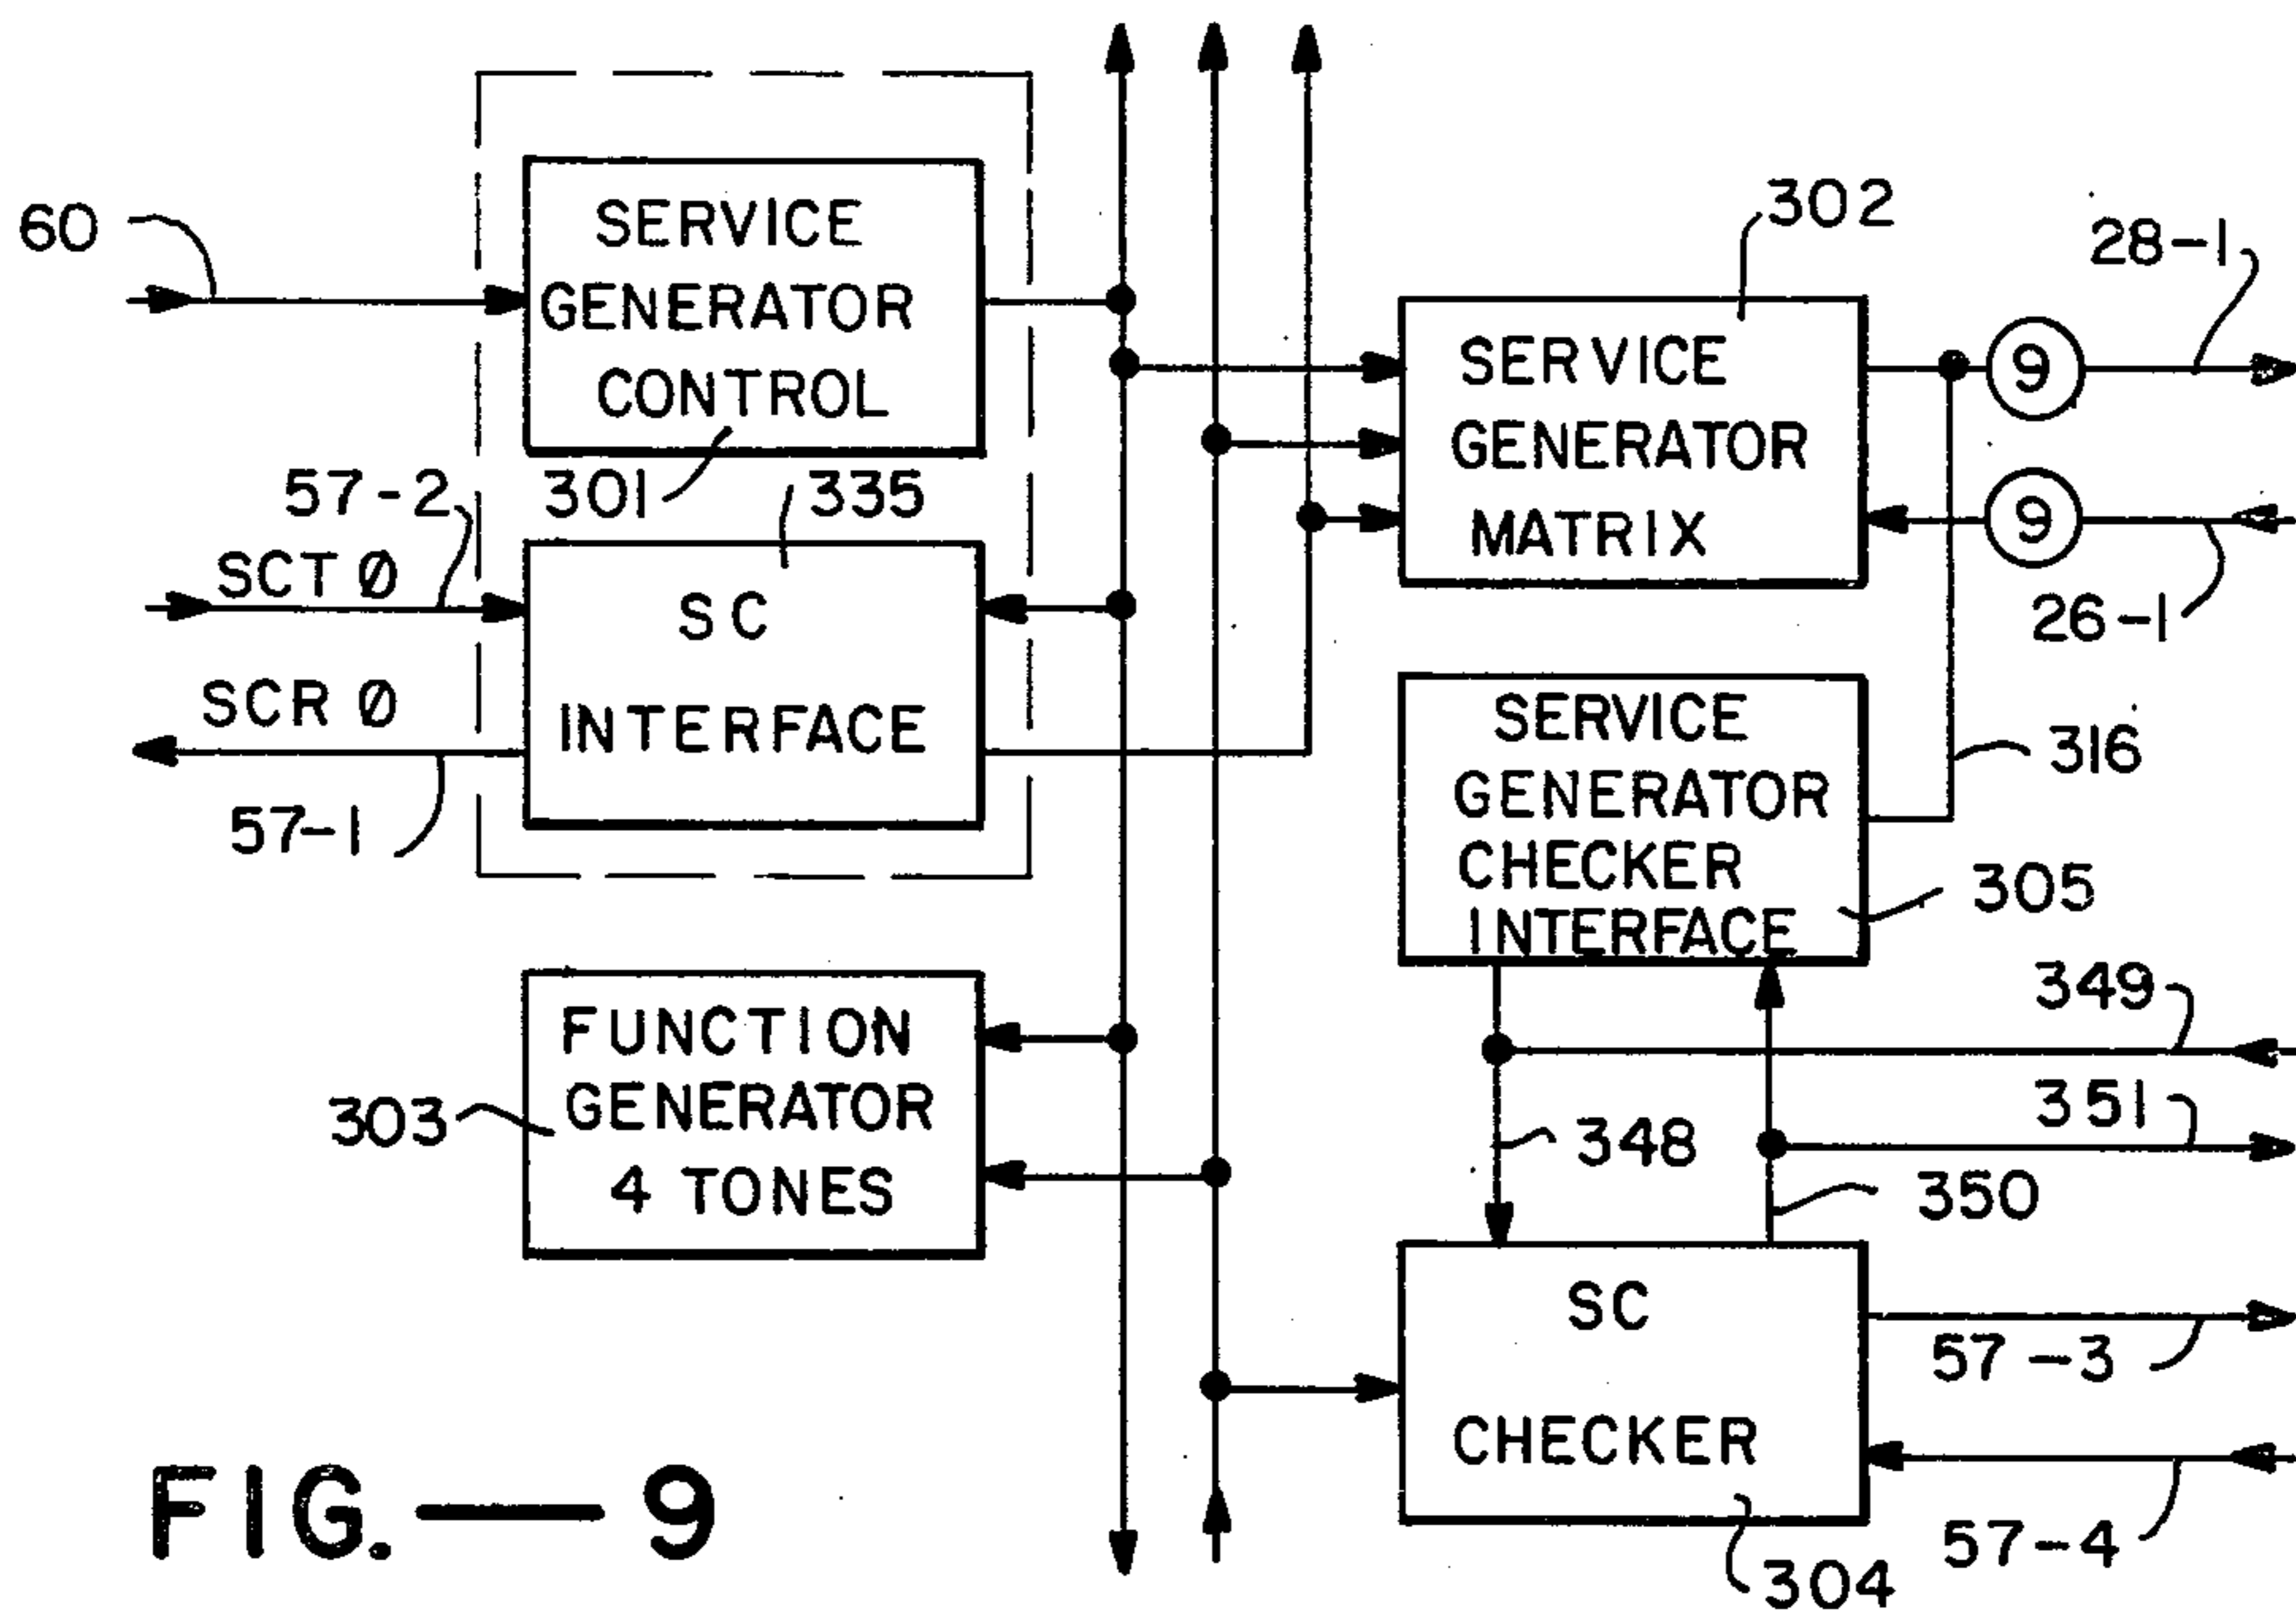 60
SERVICE
GENERATOR
CONTROL
301
57-2
SCT Ø
335
SC
INTERFACE
SCR Ø
57-1
FUNCTION
GENERATOR
4 TONES
303
302
SERVICE
GENERATOR
MATRIX
28-1
9
9
26-1
SERVICE
GENERATOR
CHECKER
INTERFACE
316
305
349
351
348
350
SC
CHECKER
57-3
57-4
304
FIG.—9